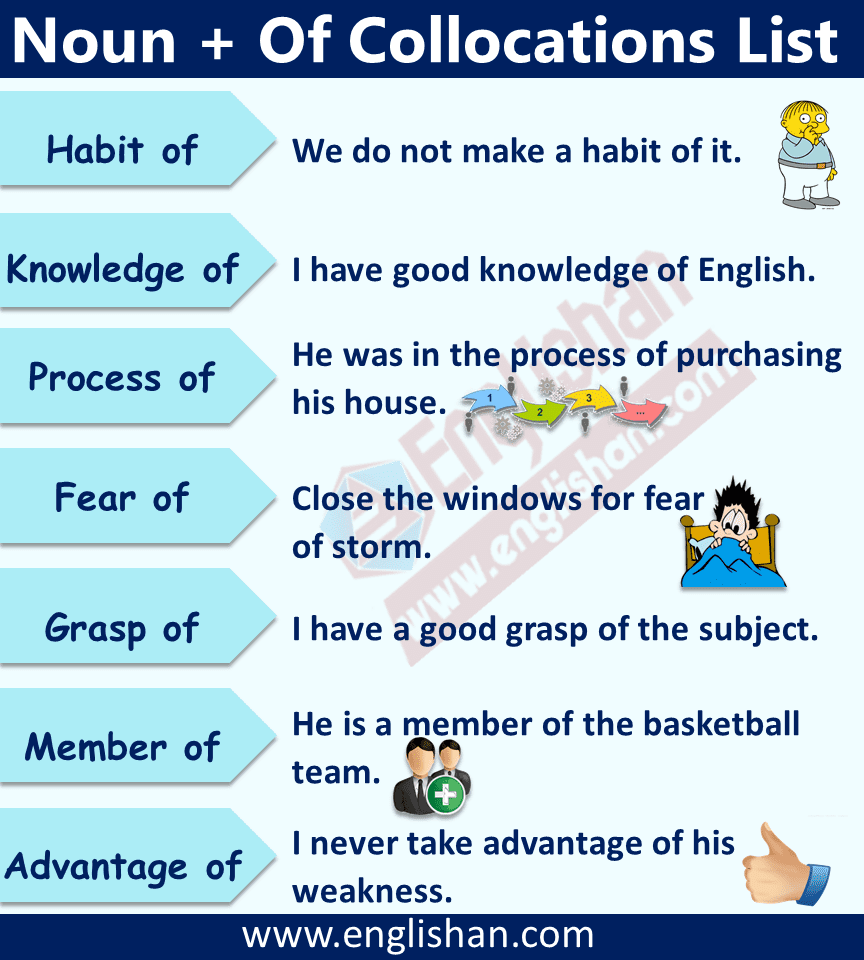 Noun + Of Collocations List
Habit of
We do not make a habit of it.
Knowledge of
I have good knowledge of English.
Process of
He was in the process of purchasing
his house.
1
2
3
...
Fear of
Close the windows for fear
of storm.
Grasp of
I have a good grasp of the subject.
Member of
He is a member of the basketball
team.
Advantage of
I never take advantage of his
weakness.
Englishan
www.englishan.com
www.englishan.com